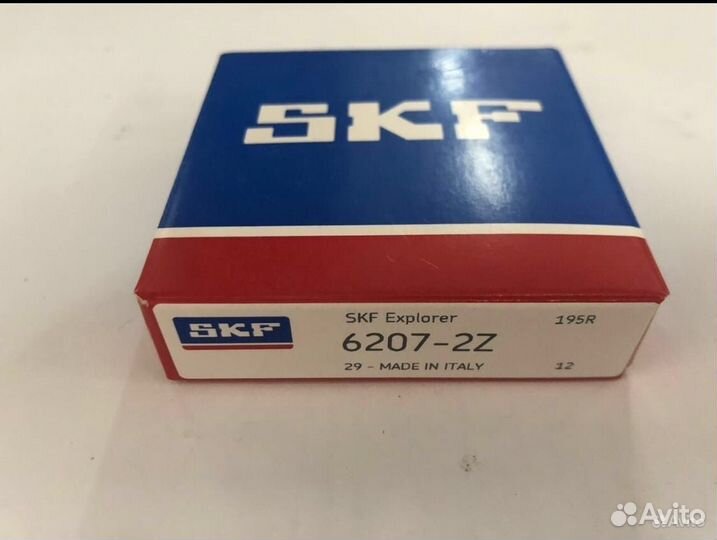 SKF
SKF
SKF Explorer
195R
6207-2Z
29 - MADE IN ITALY
12
Avito